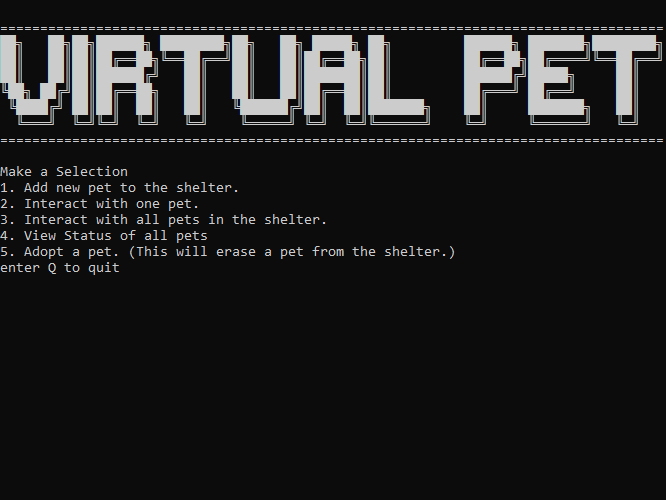 VIRTUAL PET
Make a Selection
1. Add new pet to the shelter.
2. Interact with one pet.
3. Interact with all pets in the shelter.
4. View Status of all pets
5. Adopt a pet. (This will erase a pet from the shelter.)
enter Q to quit